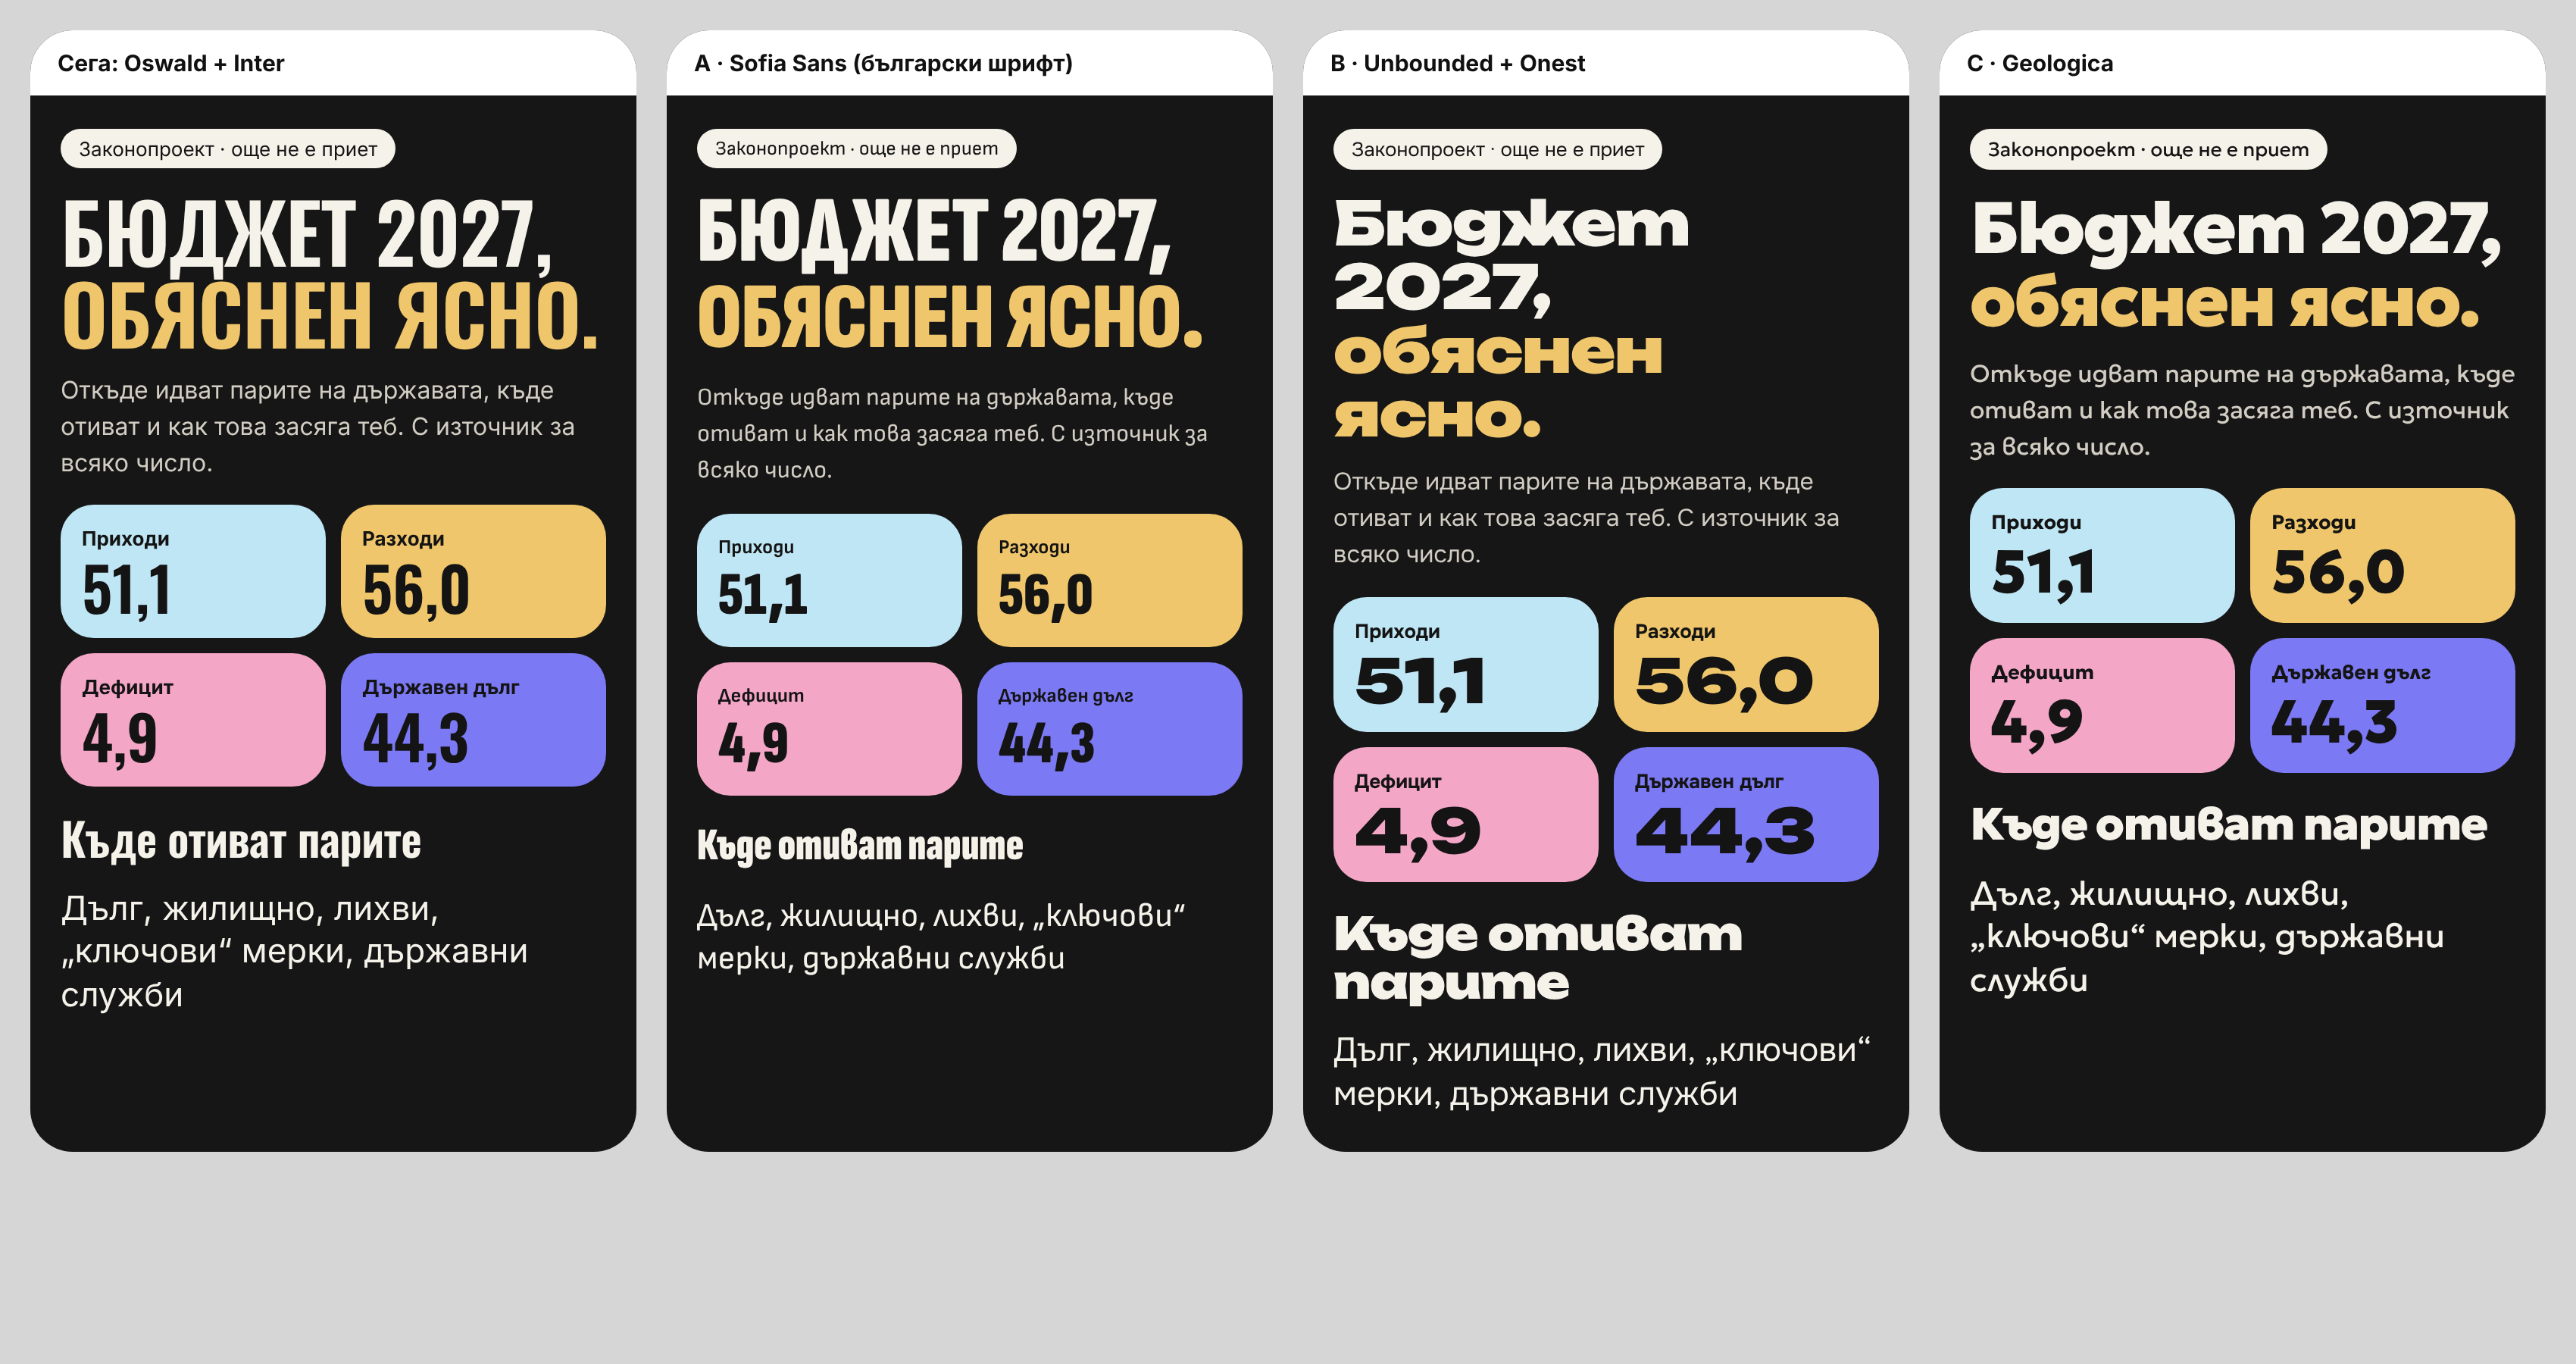 Сега: Oswald + Inter
Законопроект · още не е приет
БЮДЖЕТ 2027,
ОБЯСНЕН ЯСНО.
Откъде идват парите на държавата, къде
отиват и как това засяга теб. С източник за
всяко число.
Приходи
51,1
Разходи
56,0
Дефицит
4,9
Държавен дълг
44,3
Къде отиват парите
Дълг, жилищно, лихви,
„ключови“ мерки, държавни
служби
A · Sofia Sans (български шрифт)
Законопроект · още не е приет
БЮДЖЕТ 2027,
ОБЯСНЕН ЯСНО.
Откъде идват парите на държавата, къде
отиват и как това засяга теб. С източник за
всяко число.
Приходи
51,1
Разходи
56,0
Дефицит
4,9
Държавен дълг
44,3
Къде отиват парите
Дълг, жилищно, лихви, „ключови“
мерки, държавни служби
B · Unbounded + Onest
Законопроект · още не е приет
Бюджет
2027,
обяснен
ясно.
Откъде идват парите на държавата, къде
отиват и как това засяга теб. С източник за
всяко число.
Приходи
51,1
Разходи
56,0
Дефицит
4,9
Държавен дълг
44,3
Къде отиват
парите
Дълг, жилищно, лихви, „ключови“
мерки, държавни служби
C · Geologica
Законопроект · още не е приет
Бюджет 2027,
обяснен ясно.
Откъде идват парите на държавата, къде
отиват и как това засяга теб. С източник
за всяко число.
Приходи
51,1
Разходи
56,0
Дефицит
4,9
Държавен дълг
44,3
Къде отиват парите
Дълг, жилищно, лихви,
„ключови“ мерки, държавни
служби